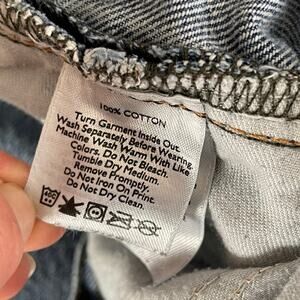 100% COTTON
Turn Garment Inside Out.
Wash Separately Before Wearing.
Machine Wash Warm With Like
Colors. Do Not Bleach.
Tumble Dry Medium.
Remove Promptly.
Do Not Iron On Print.
Do Not Dry Clean.